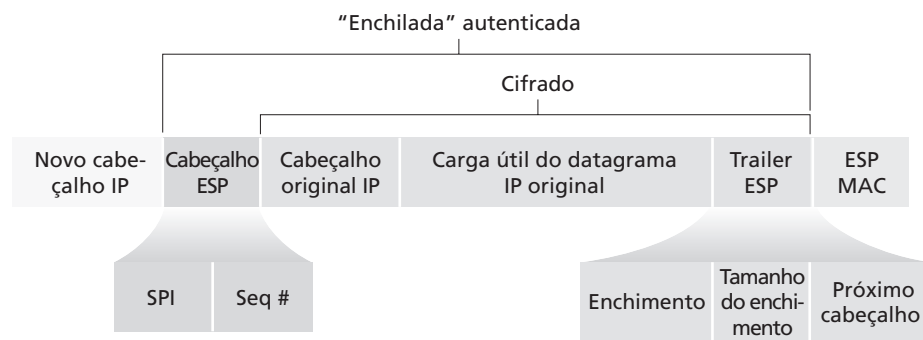 “Enchilada” autenticada
Cifrado
Novo cabe-
çalho IP
Cabeçalho
ESP
Cabeçalho
original IP
Carga útil do datagrama
IP original
Trailer
ESP
ESP
MAC
SPI
Seq #
Enchimento
Tamanho
do enchi-
mento
Próximo
cabeçalho